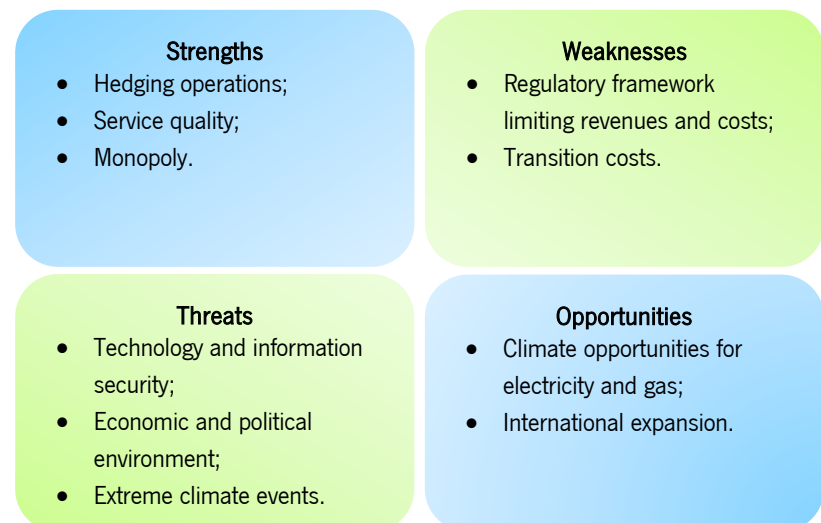 Strengths
• Hedging operations;
• Service quality;
• Monopoly.
Weaknesses
• Regulatory framework
limiting revenues and costs;
• Transition costs.
Threats
• Technology and information
security;
• Economic and political
environment;
• Extreme climate events.
Opportunities
• Climate opportunities for
electricity and gas;
• International expansion.